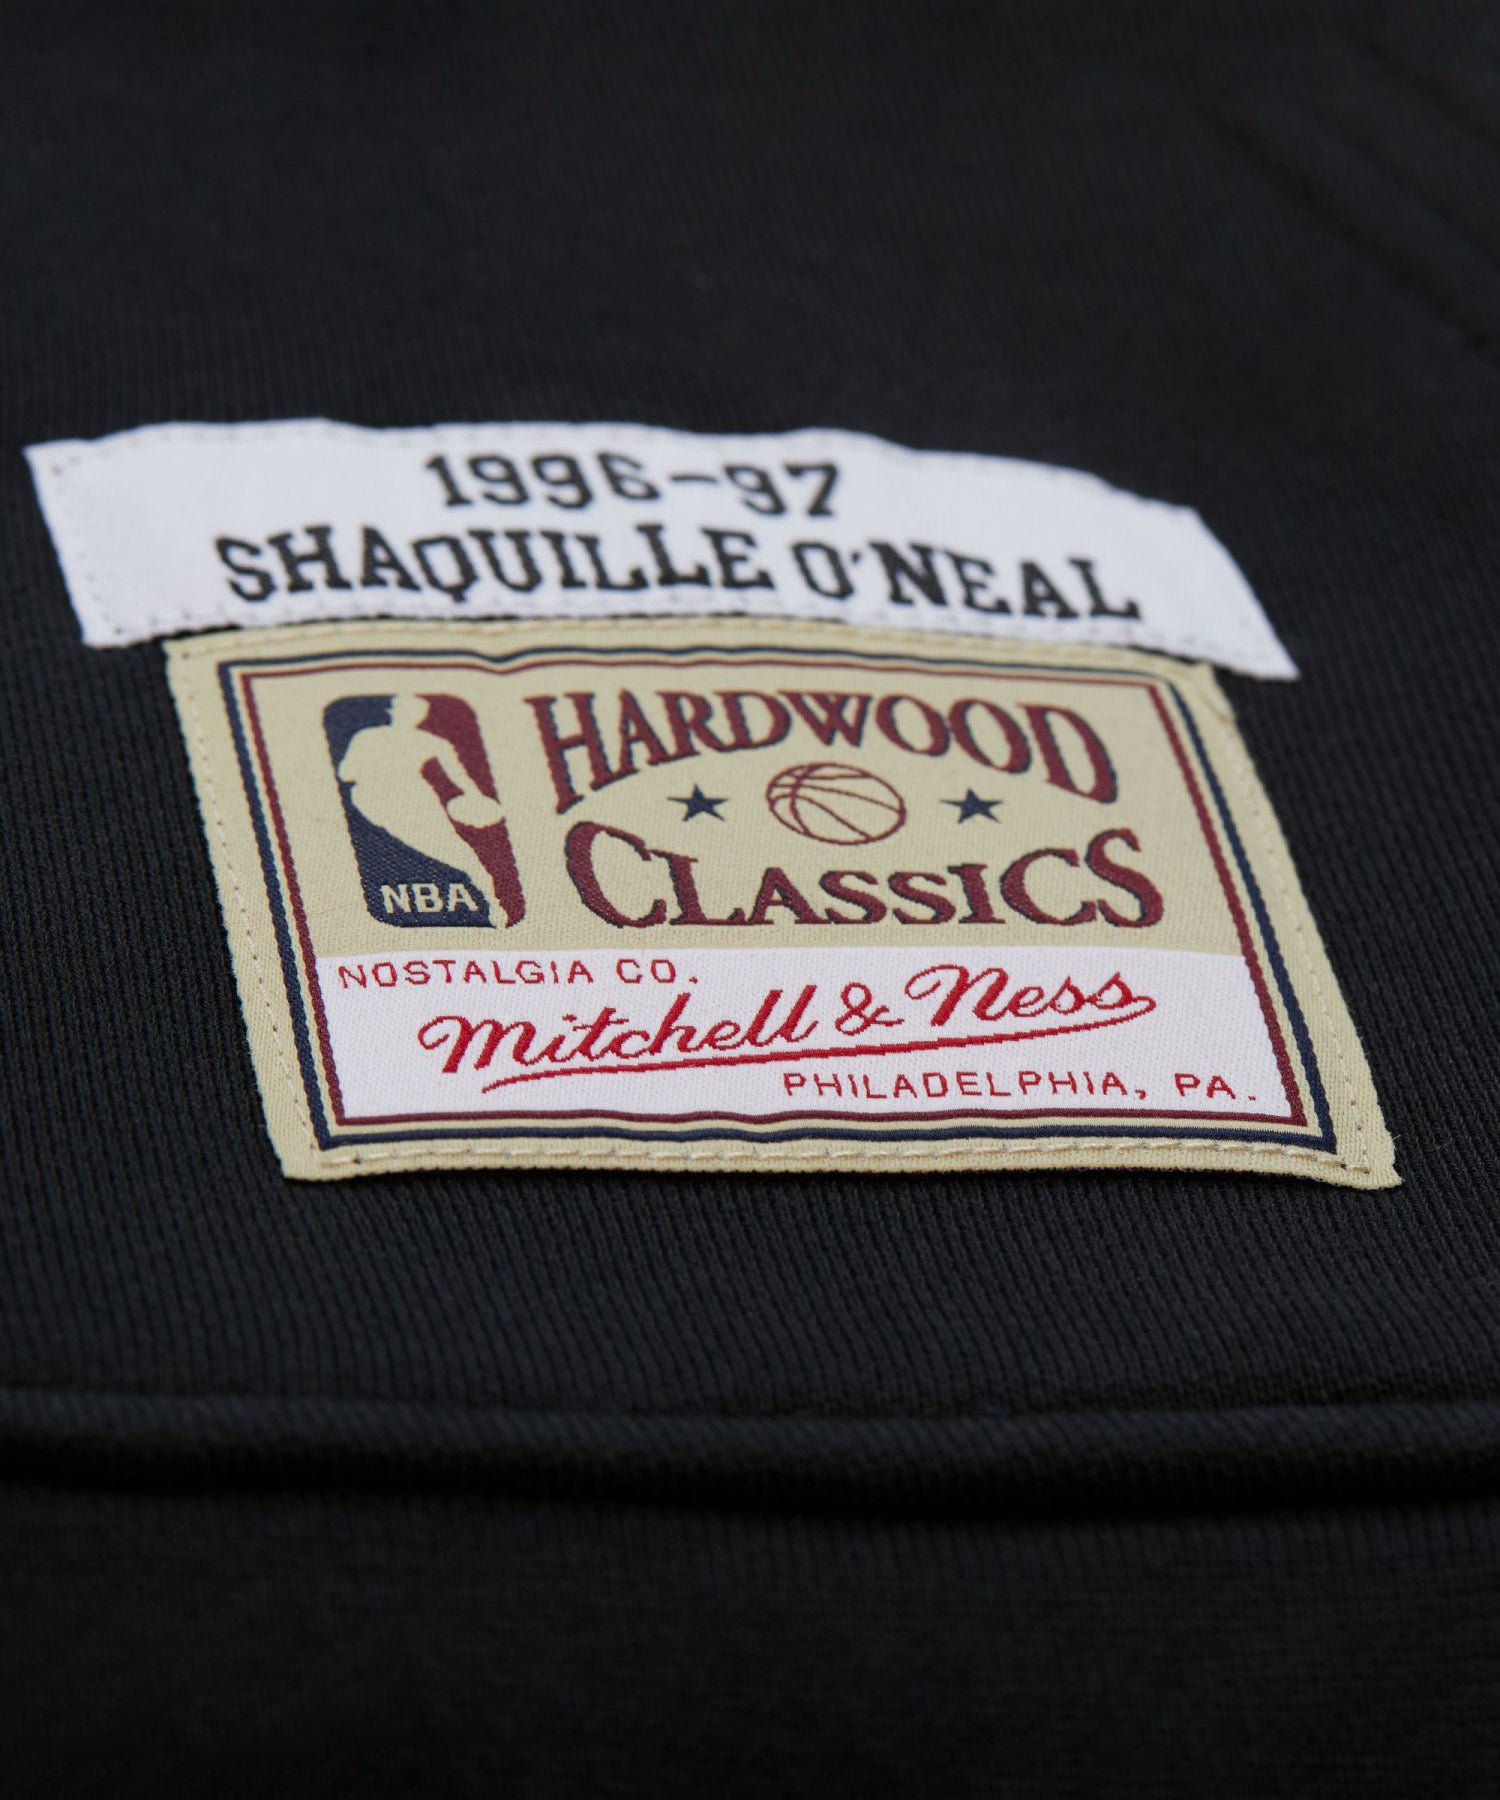 1996-97
SHAQUILLE O'NEAL
HARDWOOD
CLASSICS
NBA
NOSTALGIA CO.
Mitchell & Ness
PHILADELPHIA, PA.